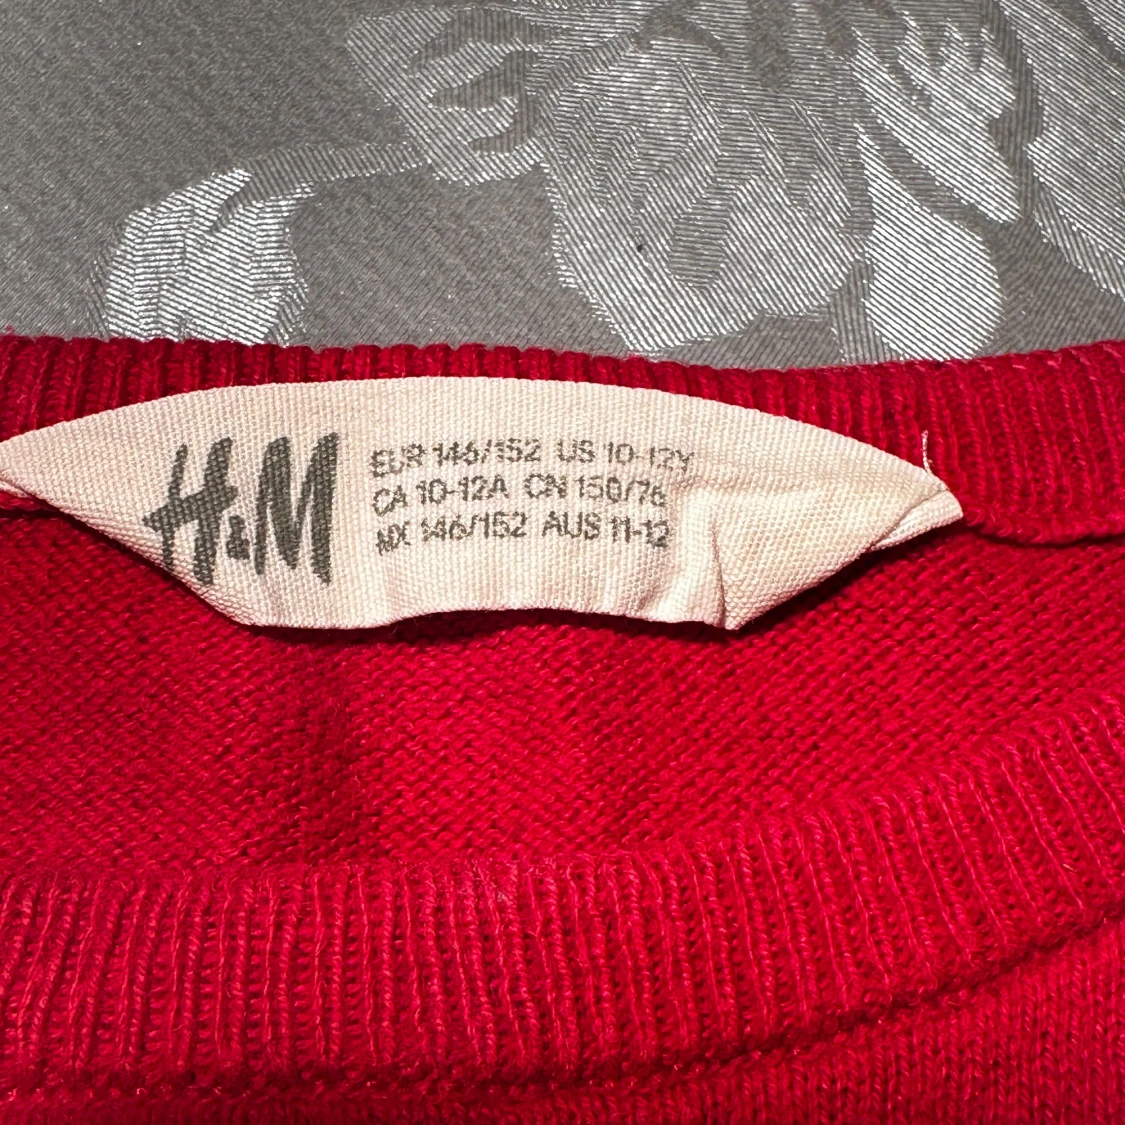 H&M
EUR 146/152 US 10-12Y
CA 10-12A CN 150/76
MX 146/152 AUS 11-12